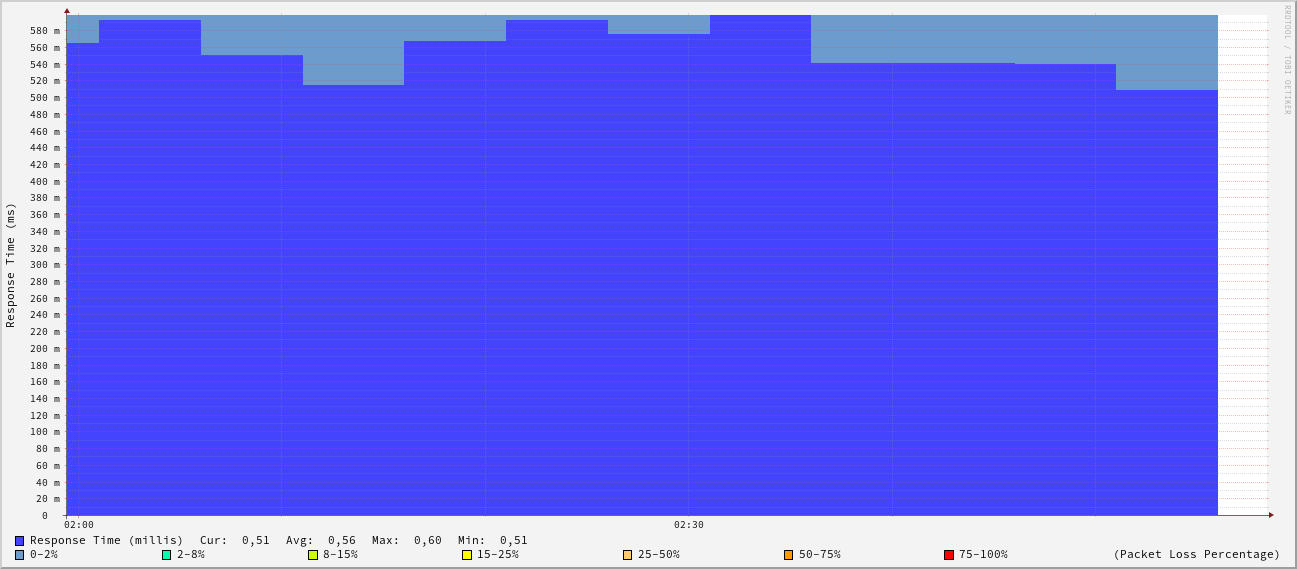 RRDTOOL / TOBI OETIKER
Response Time (ms)
580 m
560 m
540 m
520 m
500 m
480 m
460 m
440 m
420 m
400 m
380 m
360 m
340 m
320 m
300 m
280 m
260 m
240 m
220 m
200 m
180 m
160 m
140 m
120 m
100 m
80 m
60 m
40 m
20 m
0
02:00 02:30
Response Time (millis) Cur: 0,51 Avg: 0,56 Max: 0,60 Min: 0,51
0-2% 2-8% 8-15% 15-25% 25-50% 50-75% 75-100% (Packet Loss Percentage)